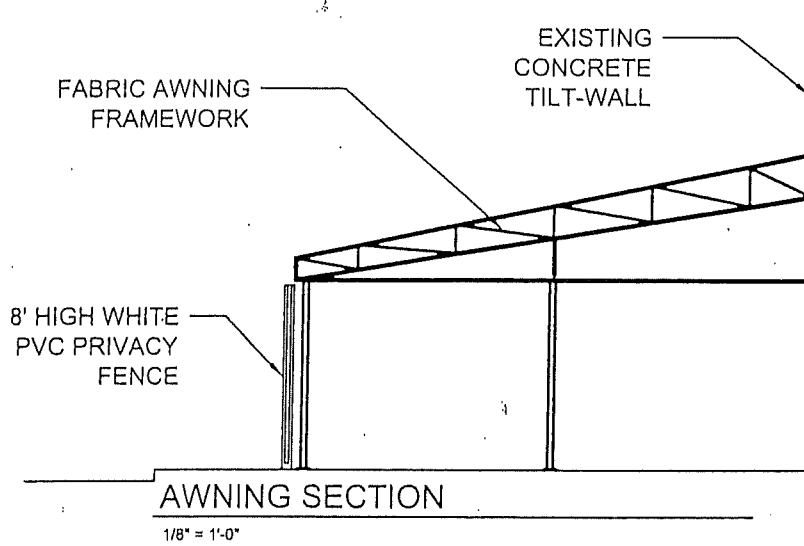 EXISTING
CONCRETE
TILT-WALL
FABRIC AWNING
FRAMEWORK
8' HIGH WHITE
PVC PRIVACY
FENCE
AWNING SECTION
1/8" = 1'-0"